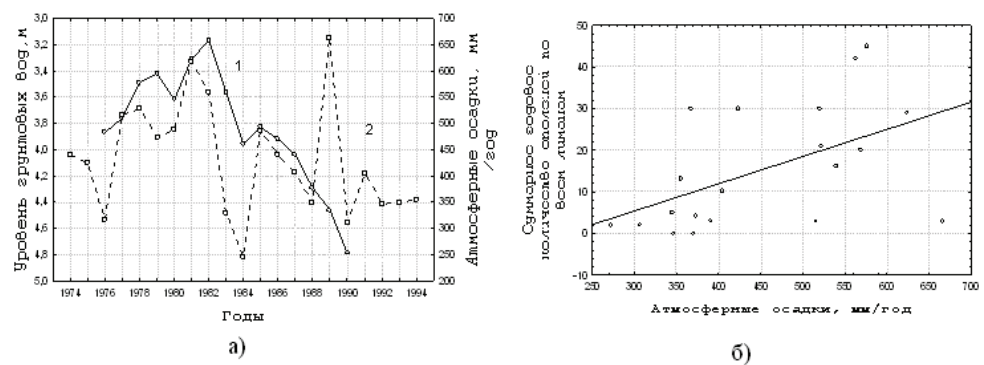 3,0
3,2
3,4
3,6
3,8
4,0
4,2
4,4
4,6
4,8
5,0
Уровень грунтовых вод, м
700
650
600
550
500
450
400
350
300
250
200
Атмосферные осадки, мм
/год
1
2
1974 1976 1978 1980 1982 1984 1986 1988 1990 1992 1994
Годы
а)
50
40
30
20
10
0
-10
Суммарное годовое
количество оползней по
всем лиманам
250 300 350 400 450 500 550 600 650 700
Атмосферные осадки, мм/год
б)